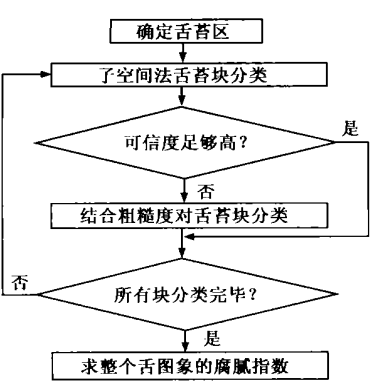 确定舌苔区
子空间法舌苔块分类
可信度足够高？
是
否
结合粗糙度对舌苔块分类
所有块分类完毕？
否
是
求整个舌图象的腐腻指数